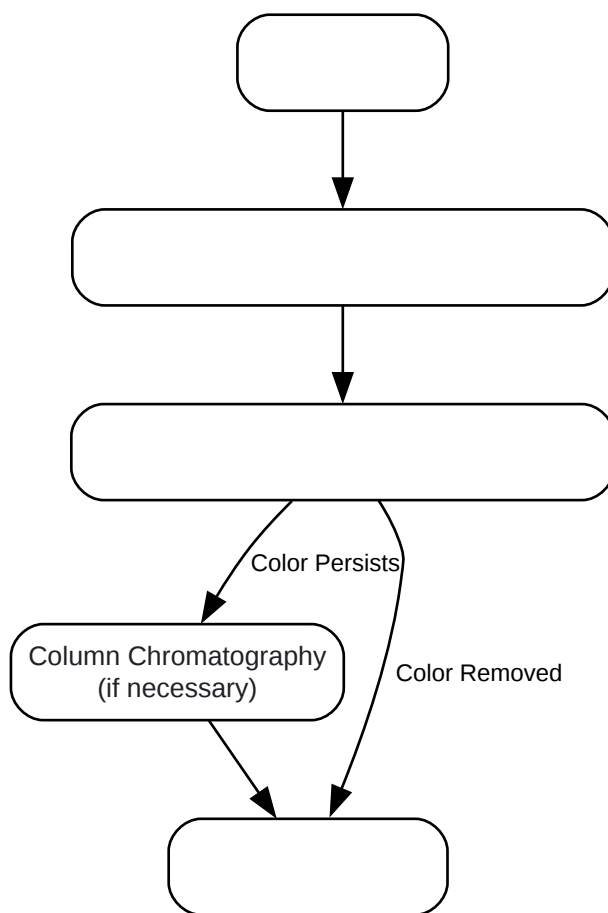 Color Persists
Column Chromatography
(if necessary)
Color Removed